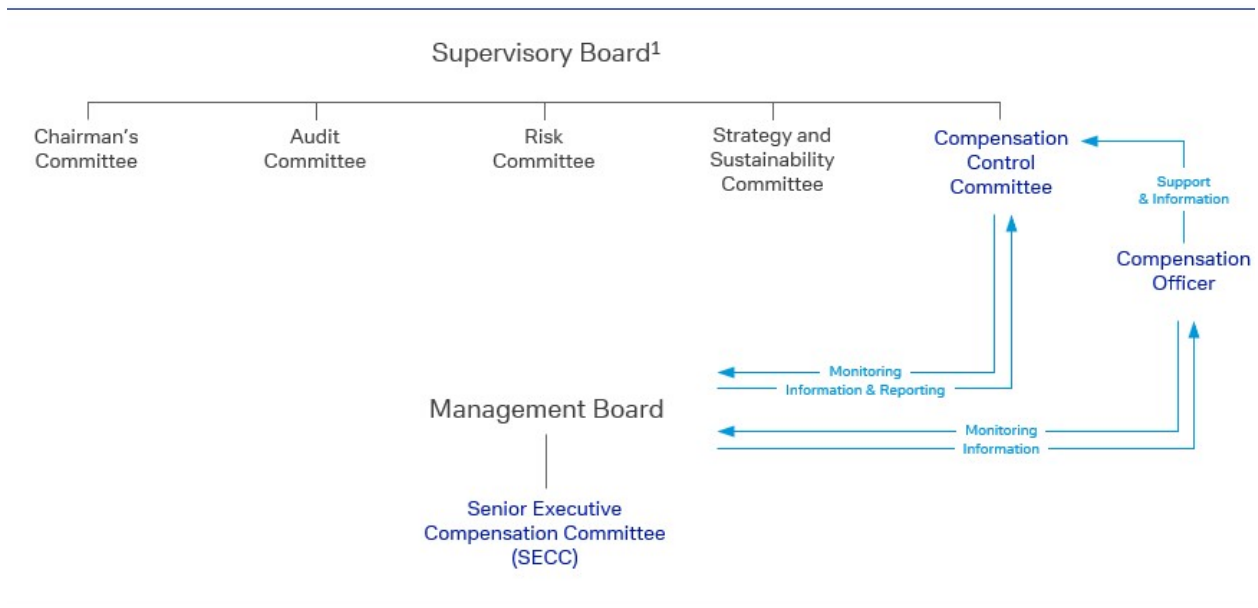 Supervisory Board¹
Chairman's
Committee
Audit
Committee
Risk
Committee
Strategy and
Sustainability
Committee
Compensation
Control
Committee
Support
& Information
Compensation
Officer
Monitoring
Information & Reporting
Management Board
Monitoring
Information
Senior Executive
Compensation Committee
(SECC)